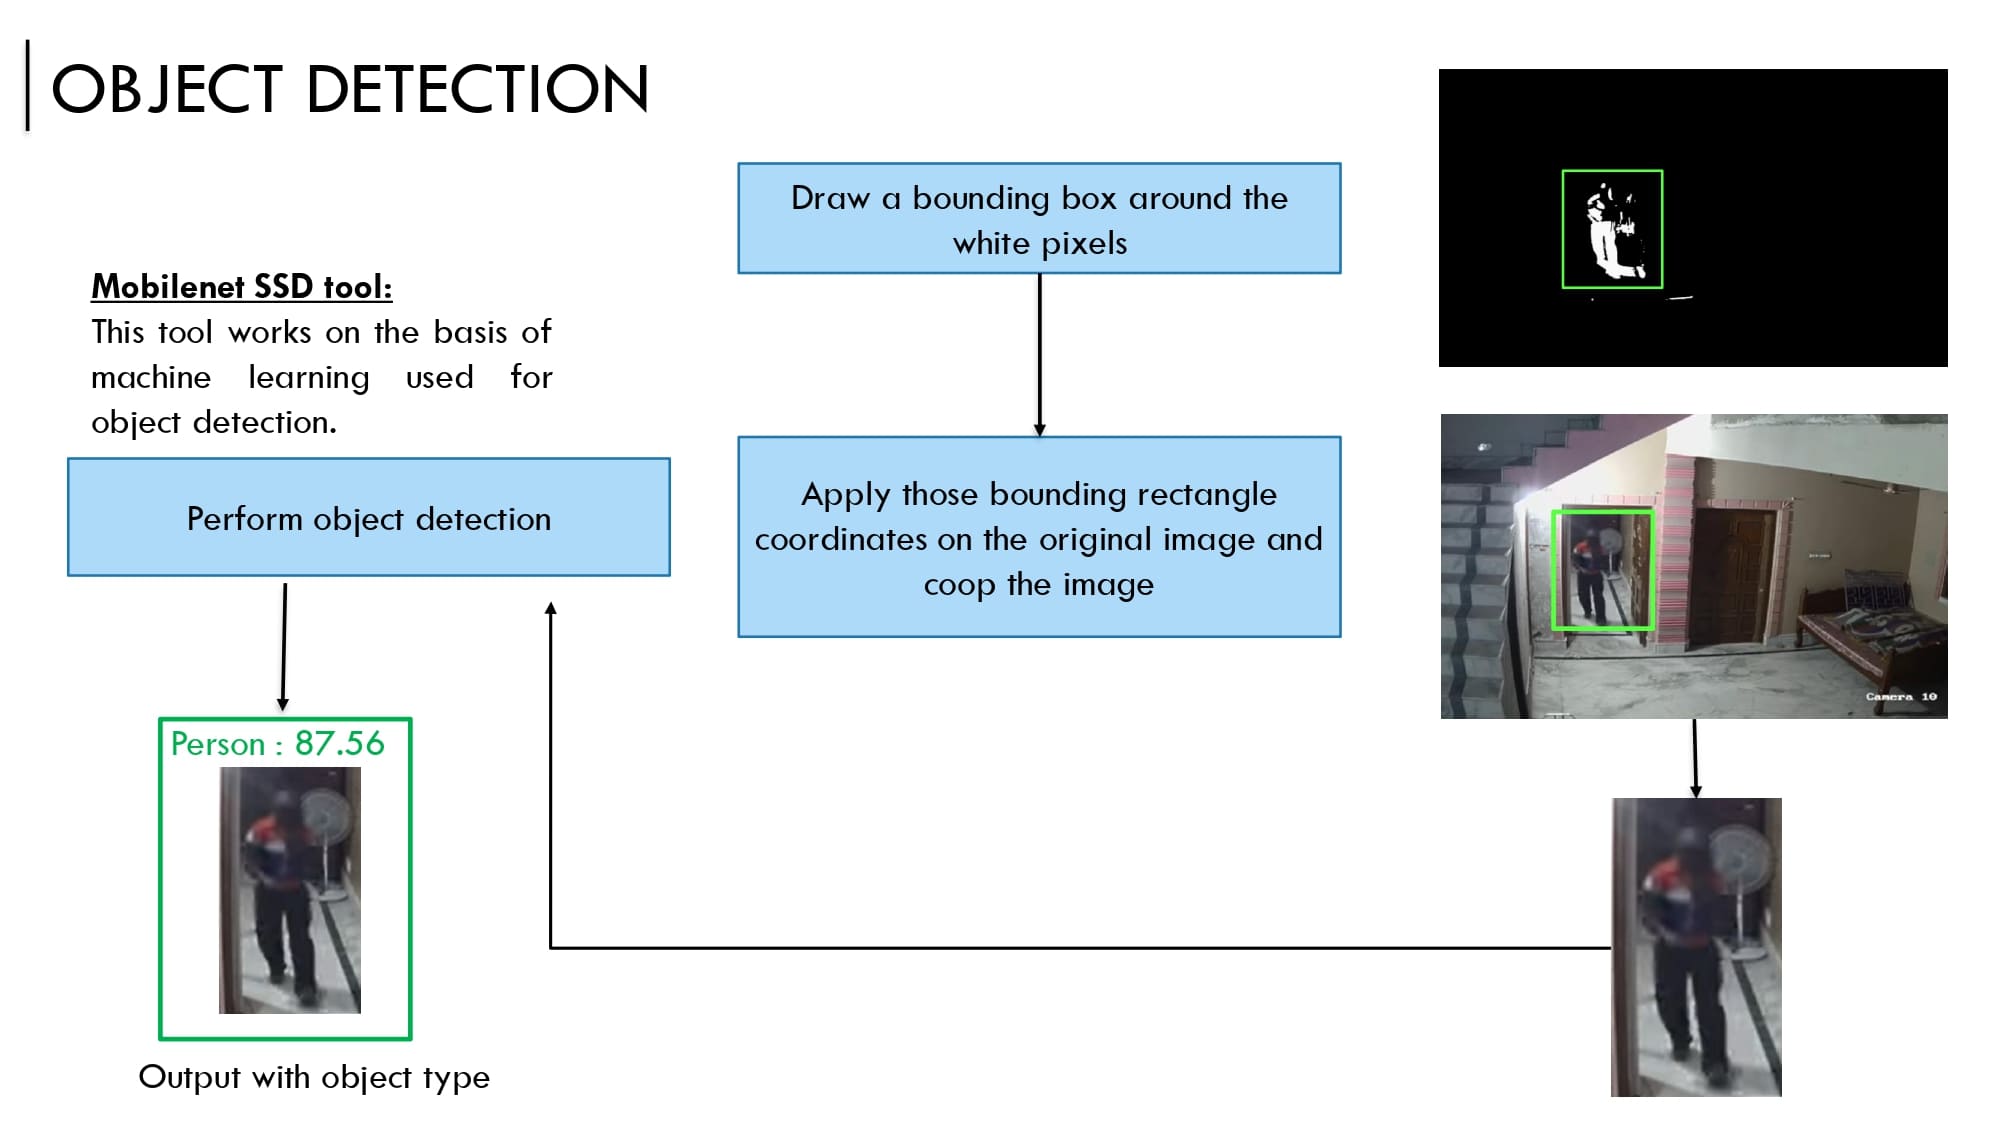 OBJECT DETECTION
Draw a bounding box around the
white pixels
Mobilenet SSD tool:
This tool works on the basis of
machine learning used for
object detection.
Perform object detection
Apply those bounding rectangle
coordinates on the original image and
coop the image
Camera 10
Person : 87.56
Output with object type